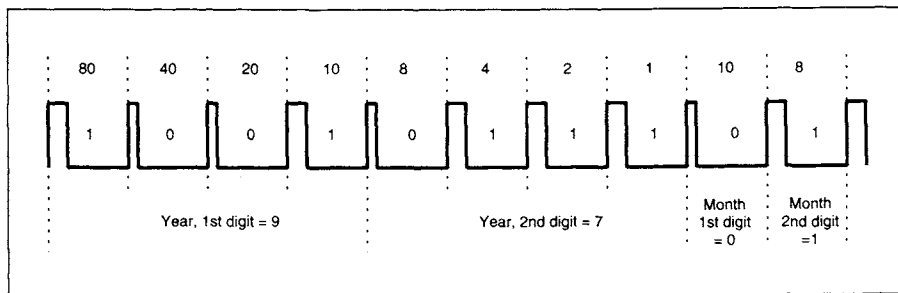 80 40 20 10 8 4 2 1 10 8
1 0 0 1 0 1 1 1 0 1
Year, 1st digit = 9
Year, 2nd digit = 7
Month
1st digit
= 0
Month
2nd digit
=1